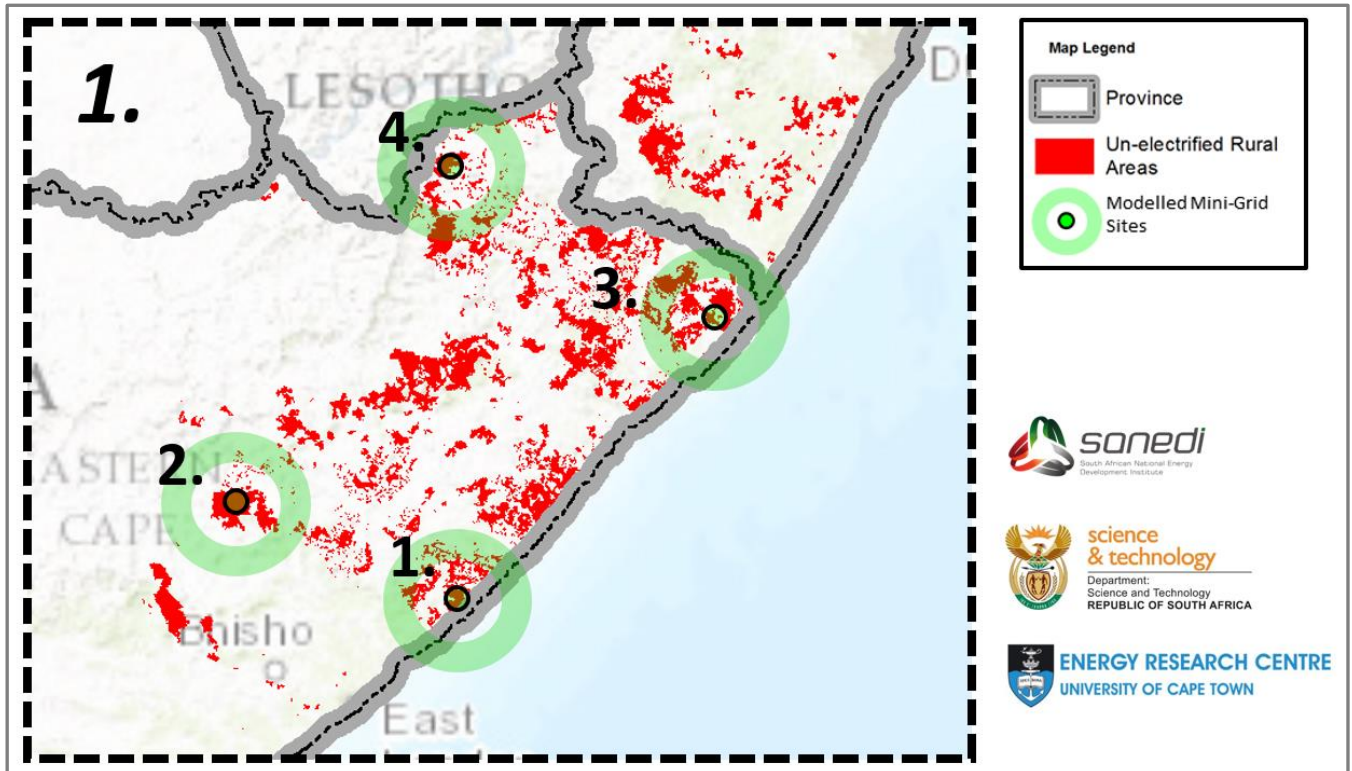 1.
LESOTHO
D
4.
3.
A
EASTERN
CAPE
2.
1.
Bhisho
East
Map Legend
Province
Un-electrified Rural
Areas
Modelled Mini-Grid
Sites
sanedi
South African National Energy
Development Institute
science
& technology
Department:
Science and Technology
REPUBLIC OF SOUTH AFRICA
ENERGY RESEARCH CENTRE
UNIVERSITY OF CAPE TOWN